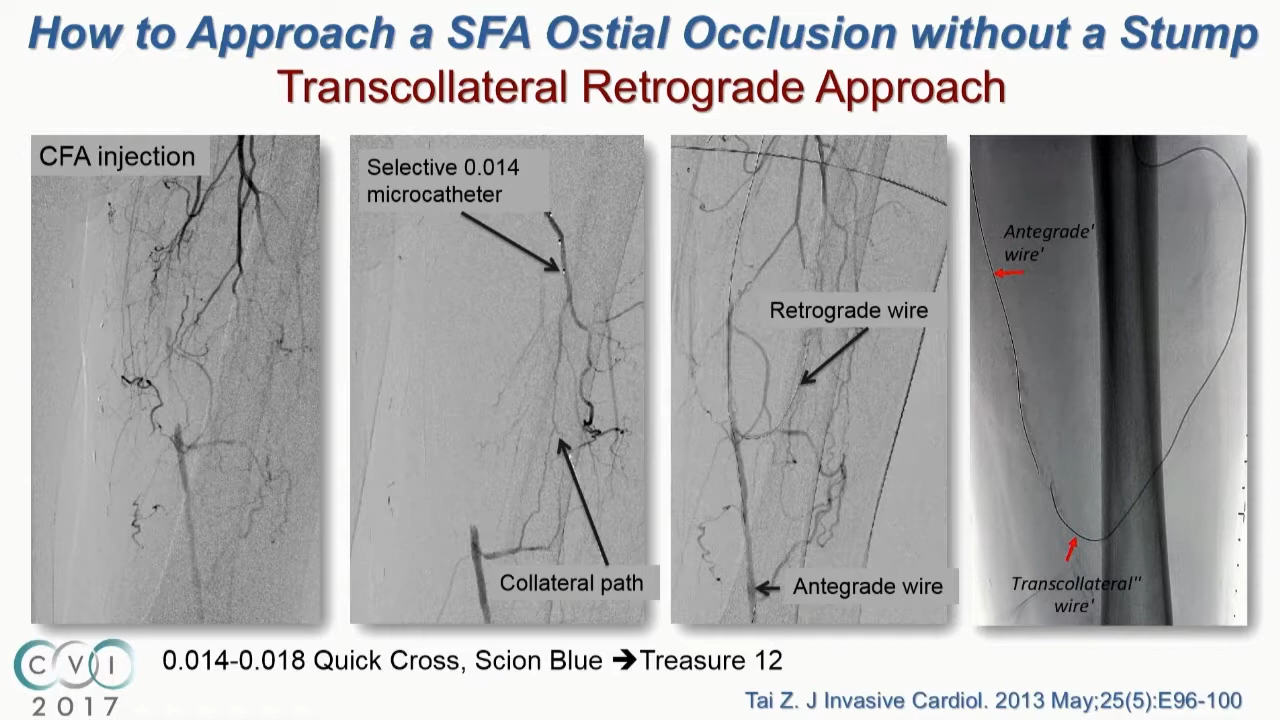 How to Approach a SFA Ostial Occlusion without a Stump
Transcollateral Retrograde Approach
CFA injection
Selective 0.014
microcatheter
Collateral path
Retrograde wire
Antegrade wire
Antegrade'
wire'
Transcollateral"
wire'
0.014-0.018 Quick Cross, Scion Blue ➔Treasure 12
CVI
2017
Tai Z. J Invasive Cardiol. 2013 May;25(5):E96-100